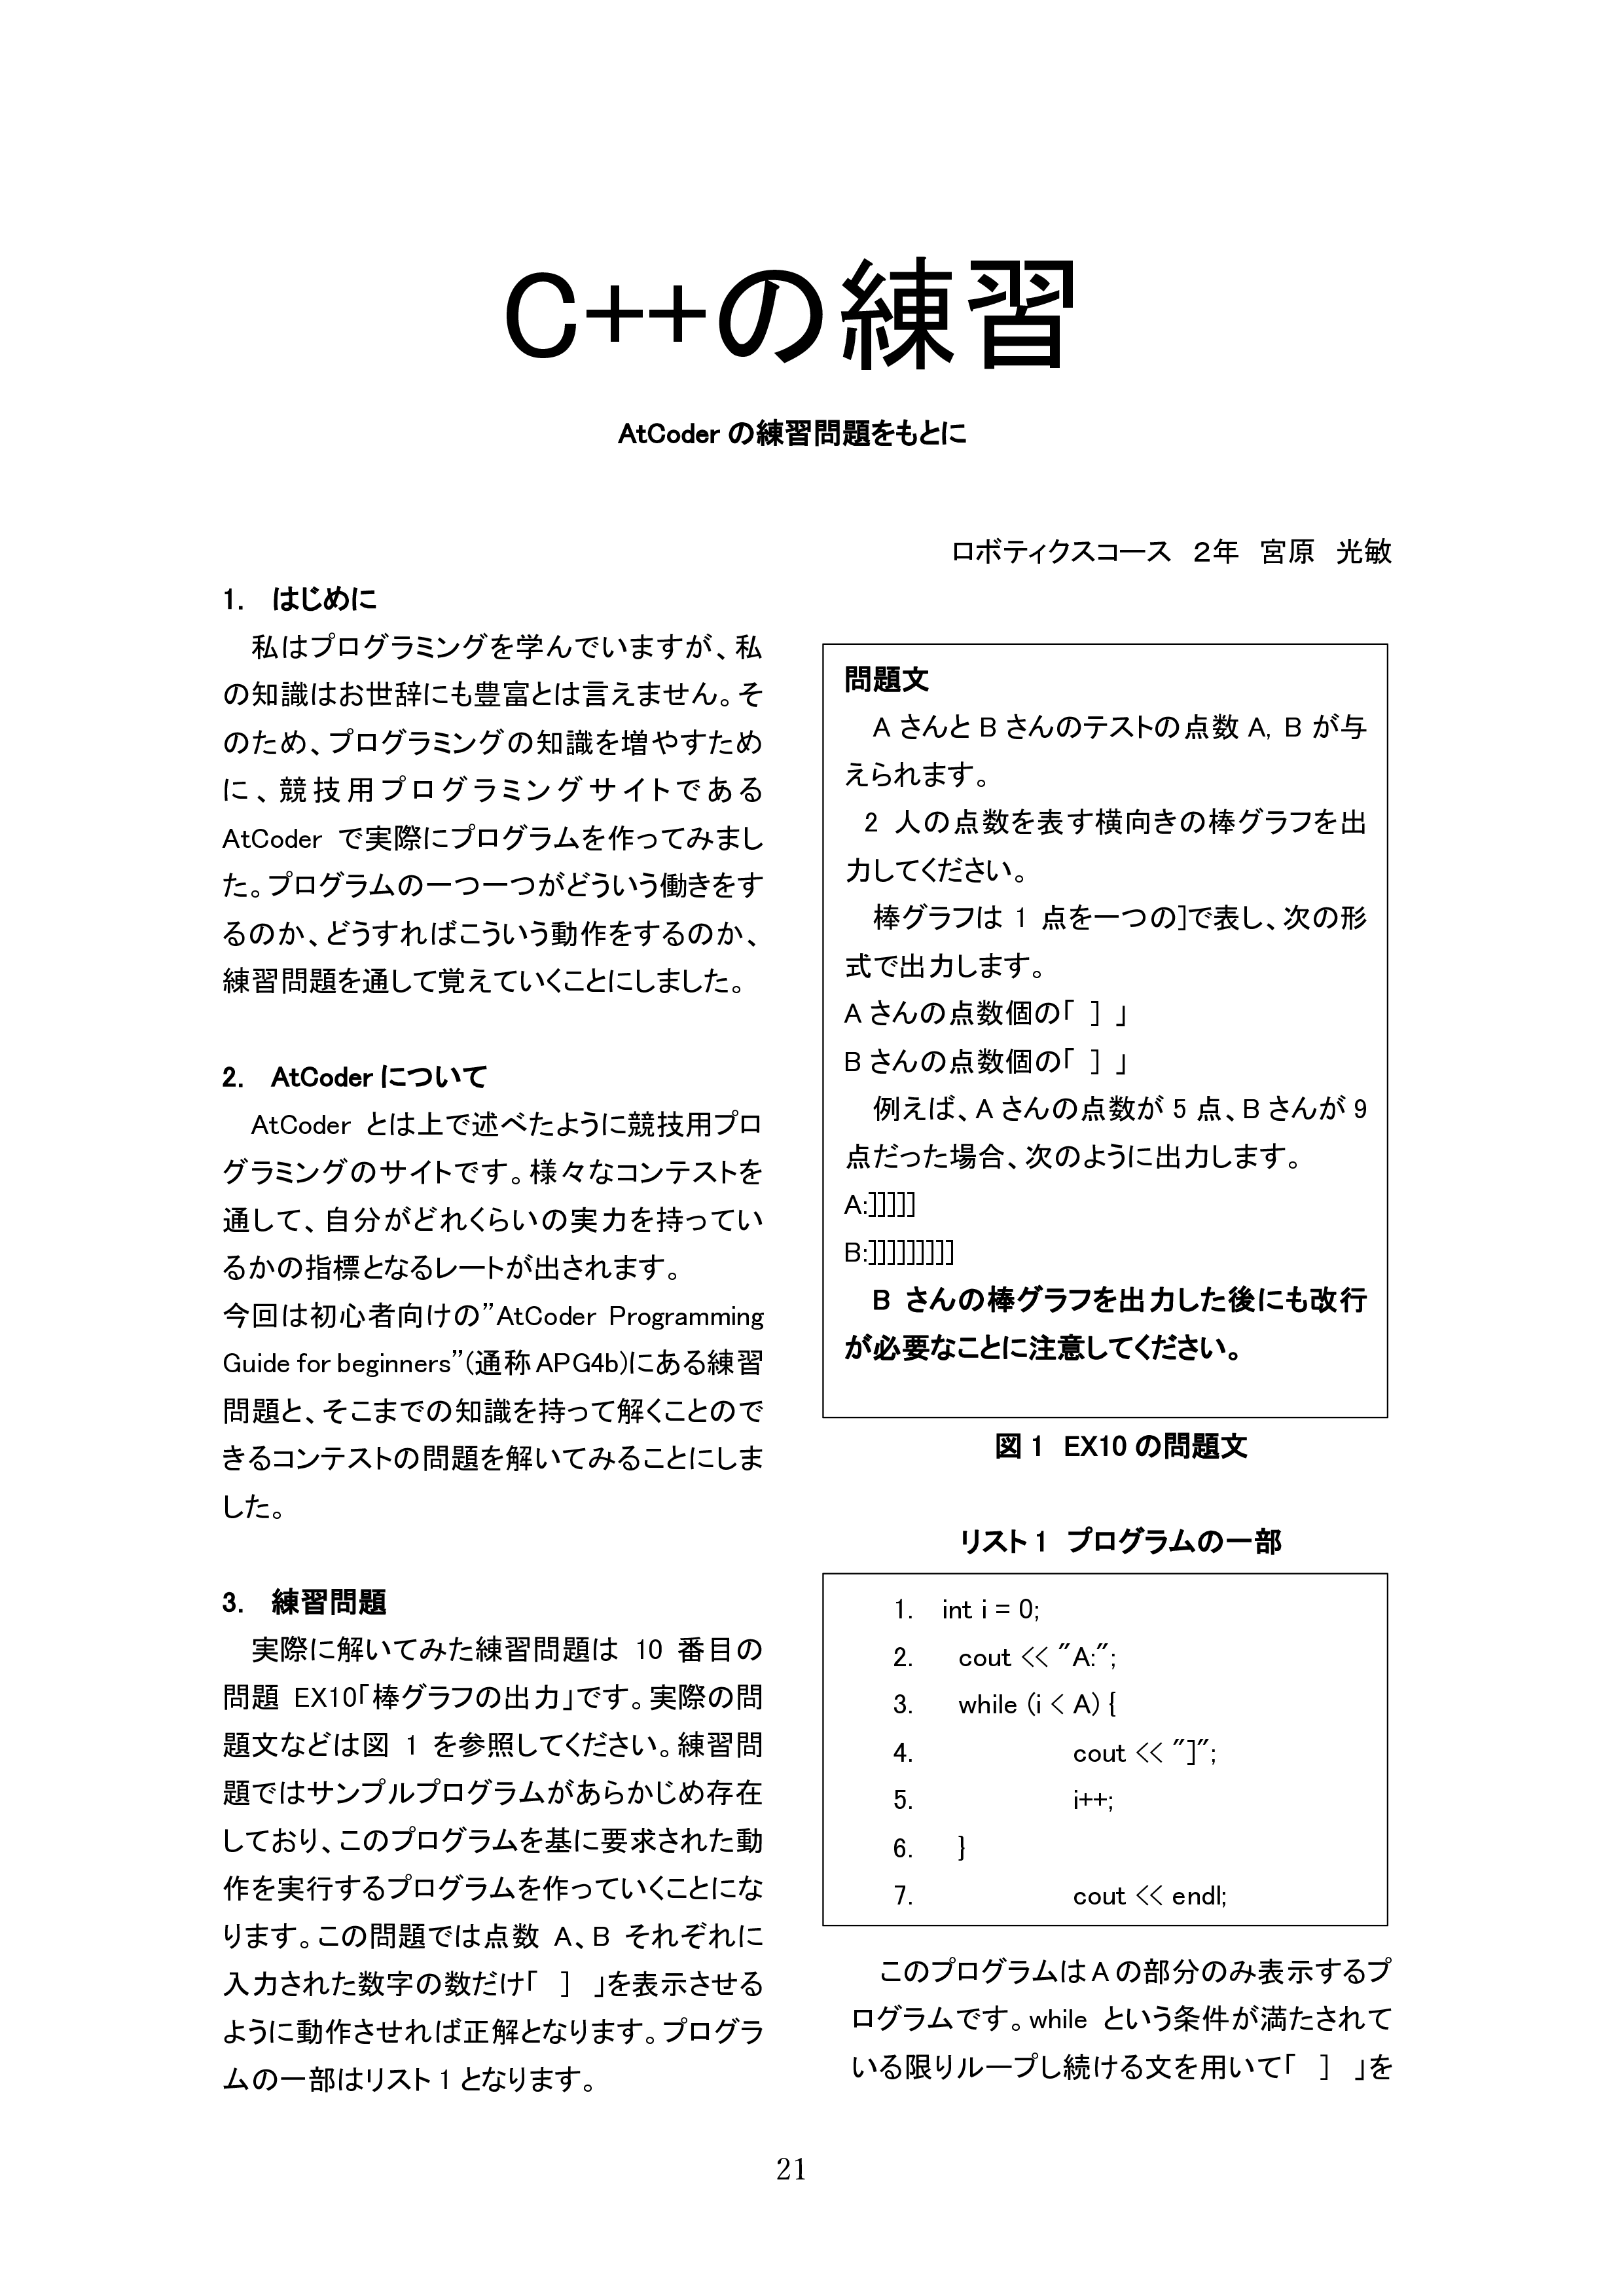 C++の練習
AtCoder の練習問題をもとに
ロボティクスコース 2年 宮原 光敏
1. はじめに
私はプログラミングを学んでいますが、私
の知識はお世辞にも豊富とは言えません。そ
のため、プログラミングの知識を増やすため
に、競技用プログラミングサイトである
AtCoder で実際にプログラムを作ってみまし
た。プログラムの一つ一つがどういう働きをす
るのか、どうすればこういう動作をするのか、
練習問題を通して覚えていくことにしました。
2. AtCoder について
AtCoder とは上で述べたように競技用プロ
グラミングのサイトです。様々なコンテストを
通して、自分がどれくらいの実力を持ってい
るかの指標となるレートが出されます。
今回は初心者向けの”AtCoder Programming
Guide for beginners”(通称 APG4b)にある練習
問題と、そこまでの知識を持って解くことので
きるコンテストの問題を解いてみることにしま
した。
3. 練習問題
実際に解いてみた練習問題は 10 番目の
問題 EX10「棒グラフの出力」です。実際の問
題文などは図 1 を参照してください。練習問
題ではサンプルプログラムがあらかじめ存在
しており、このプログラムを基に要求された動
作を実行するプログラムを作っていくことにな
ります。この問題では点数 A、B それぞれに
入力された数字の数だけ「 ] 」を表示させる
ように動作させれば正解となります。プログラ
ムの一部はリスト 1 となります。
問題文
A さんと B さんのテストの点数 A, B が与
えられます。
2 人の点数を表す横向きの棒グラフを出
力してください。
棒グラフは 1 点を一つの]で表し、次の形
式で出力します。
A さんの点数個の「 ] 」
B さんの点数個の「 ] 」
例えば、A さんの点数が 5 点、B さんが 9
点だった場合、次のように出力します。
A:]]]]]
B:]]]]]]]]]
B さんの棒グラフを出力した後にも改行
が必要なことに注意してください。
図 1 EX10 の問題文
リスト 1 プログラムの一部
1. int i = 0;
2. cout << ”A:”;
3. while (i < A) {
4. cout << ”]”;
5. i++;
6. }
7. cout << endl;
このプログラムは A の部分のみ表示するプ
ログラムです。while という条件が満たされて
いる限りループし続ける文を用いて「 ] 」を
21